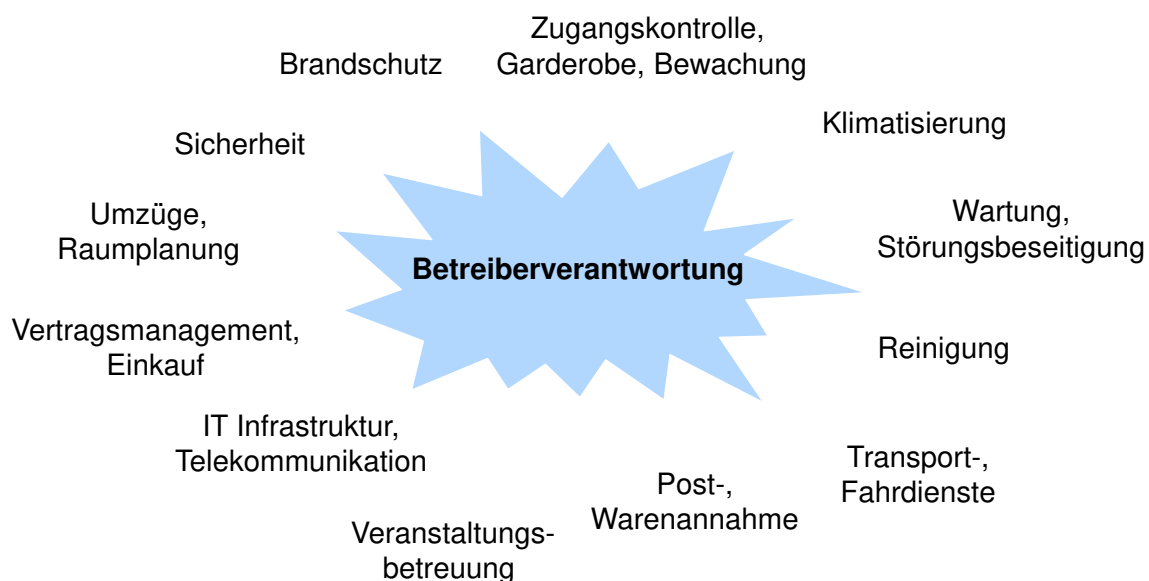 Zugangskontrolle,
Garderobe, Bewachung
Brandschutz
Klimatisierung
Sicherheit
Umzüge,
Raumplanung
Wartung,
Störungsbeseitigung
Betreiberverantwortung
Vertragsmanagement,
Einkauf
Reinigung
IT Infrastruktur,
Telekommunikation
Transport-,
Fahrdienste
Post-,
Warenannahme
Veranstaltungs-
betreuung